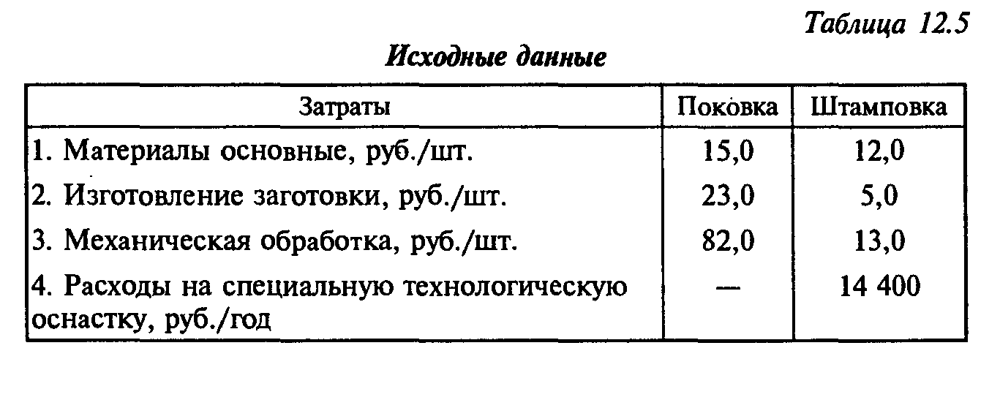 Таблица 12.5
Исходные данные
Затраты Поковка Штамповка
1. Материалы основные, руб./шт. 15,0 12,0
2. Изготовление заготовки, руб./шт. 23,0 5,0
3. Механическая обработка, руб./шт. 82,0 13,0
4. Расходы на специальную технологическую — 14 400
оснастку, руб./год